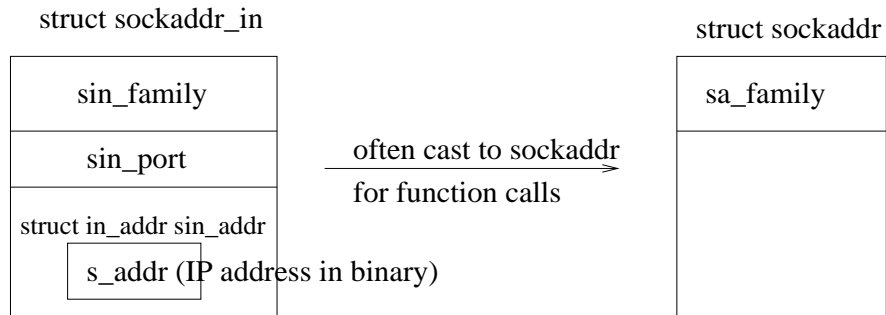 struct sockaddr_in
sin_family
sin_port
struct in_addr sin_addr
s_addr (IP address in binary)
often cast to sockaddr
for function calls
struct sockaddr
sa_family